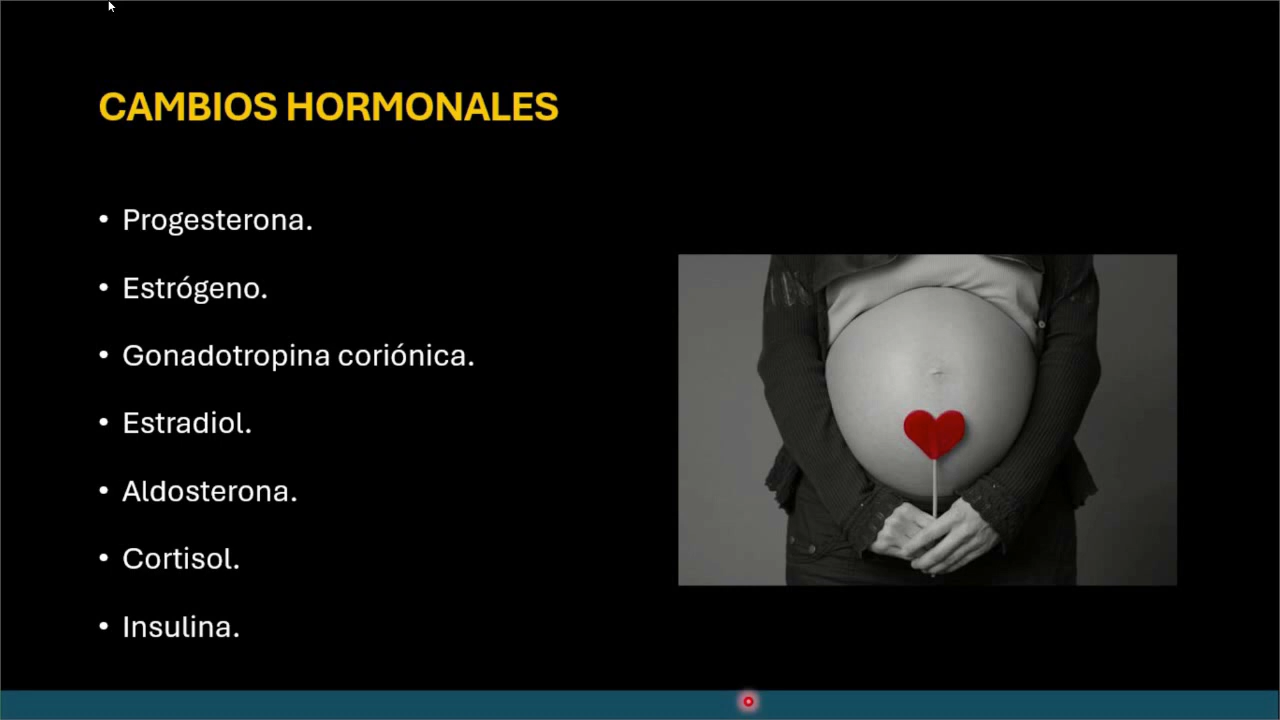 CAMBIOS HORMONALES
• Progesterona.
• Estrógeno.
• Gonadotropina coriónica.
• Estradiol.
• Aldosterona.
• Cortisol.
• Insulina.